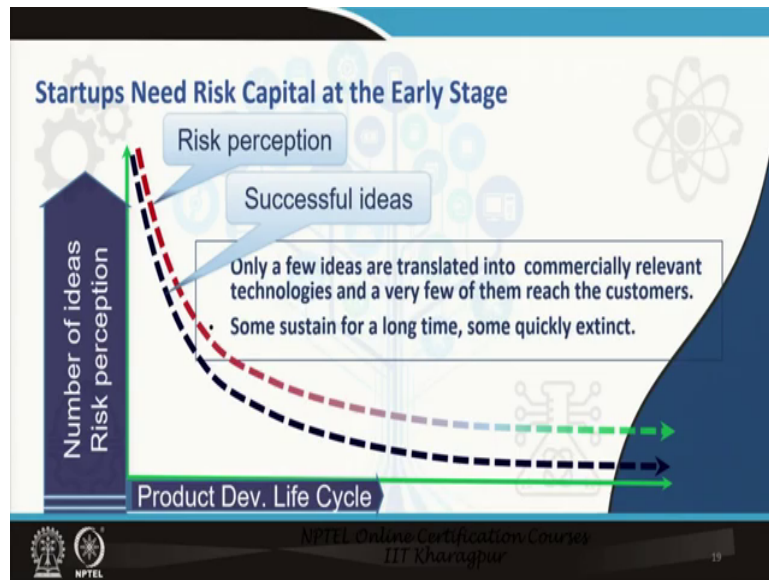 Startups Need Risk Capital at the Early Stage
Risk perception
Successful ideas
Number of ideas
Risk perception
Only a few ideas are translated into commercially relevant
technologies and a very few of them reach the customers.
• Some sustain for a long time, some quickly extinct.
Product Dev. Life Cycle
NPTEL
NPTEL Online Certification Courses
IIT Kharagpur
19